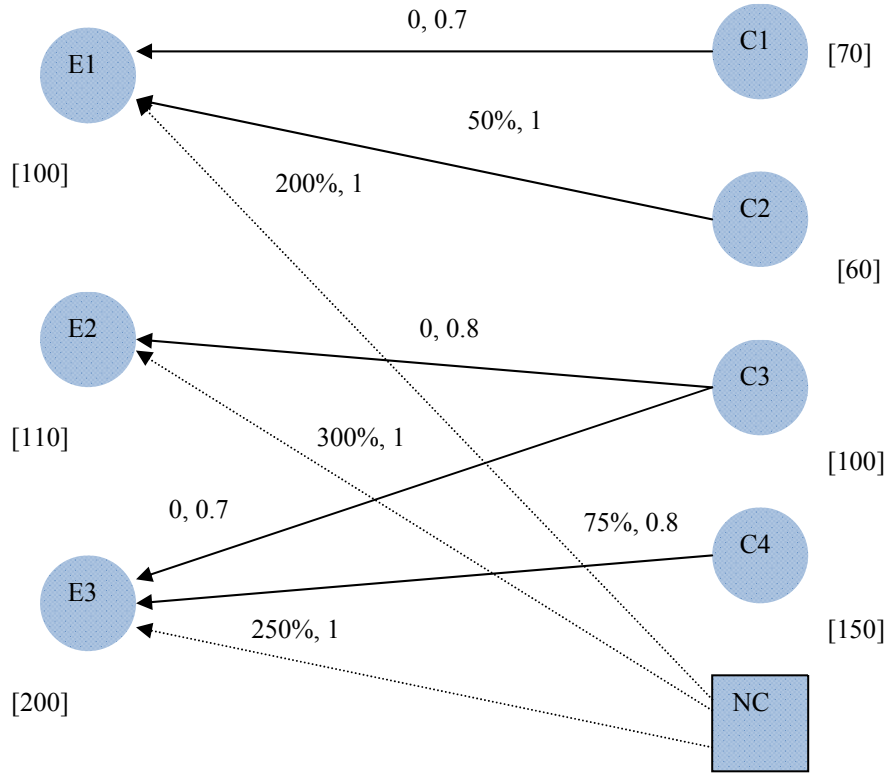 0, 0.7
E1
C1
[70]
50%, 1
[100]
200%, 1
C2
[60]
E2
0, 0.8
C3
[110]
300%, 1
[100]
0, 0.7
75%, 0.8
C4
E3
250%, 1
[150]
[200]
NC